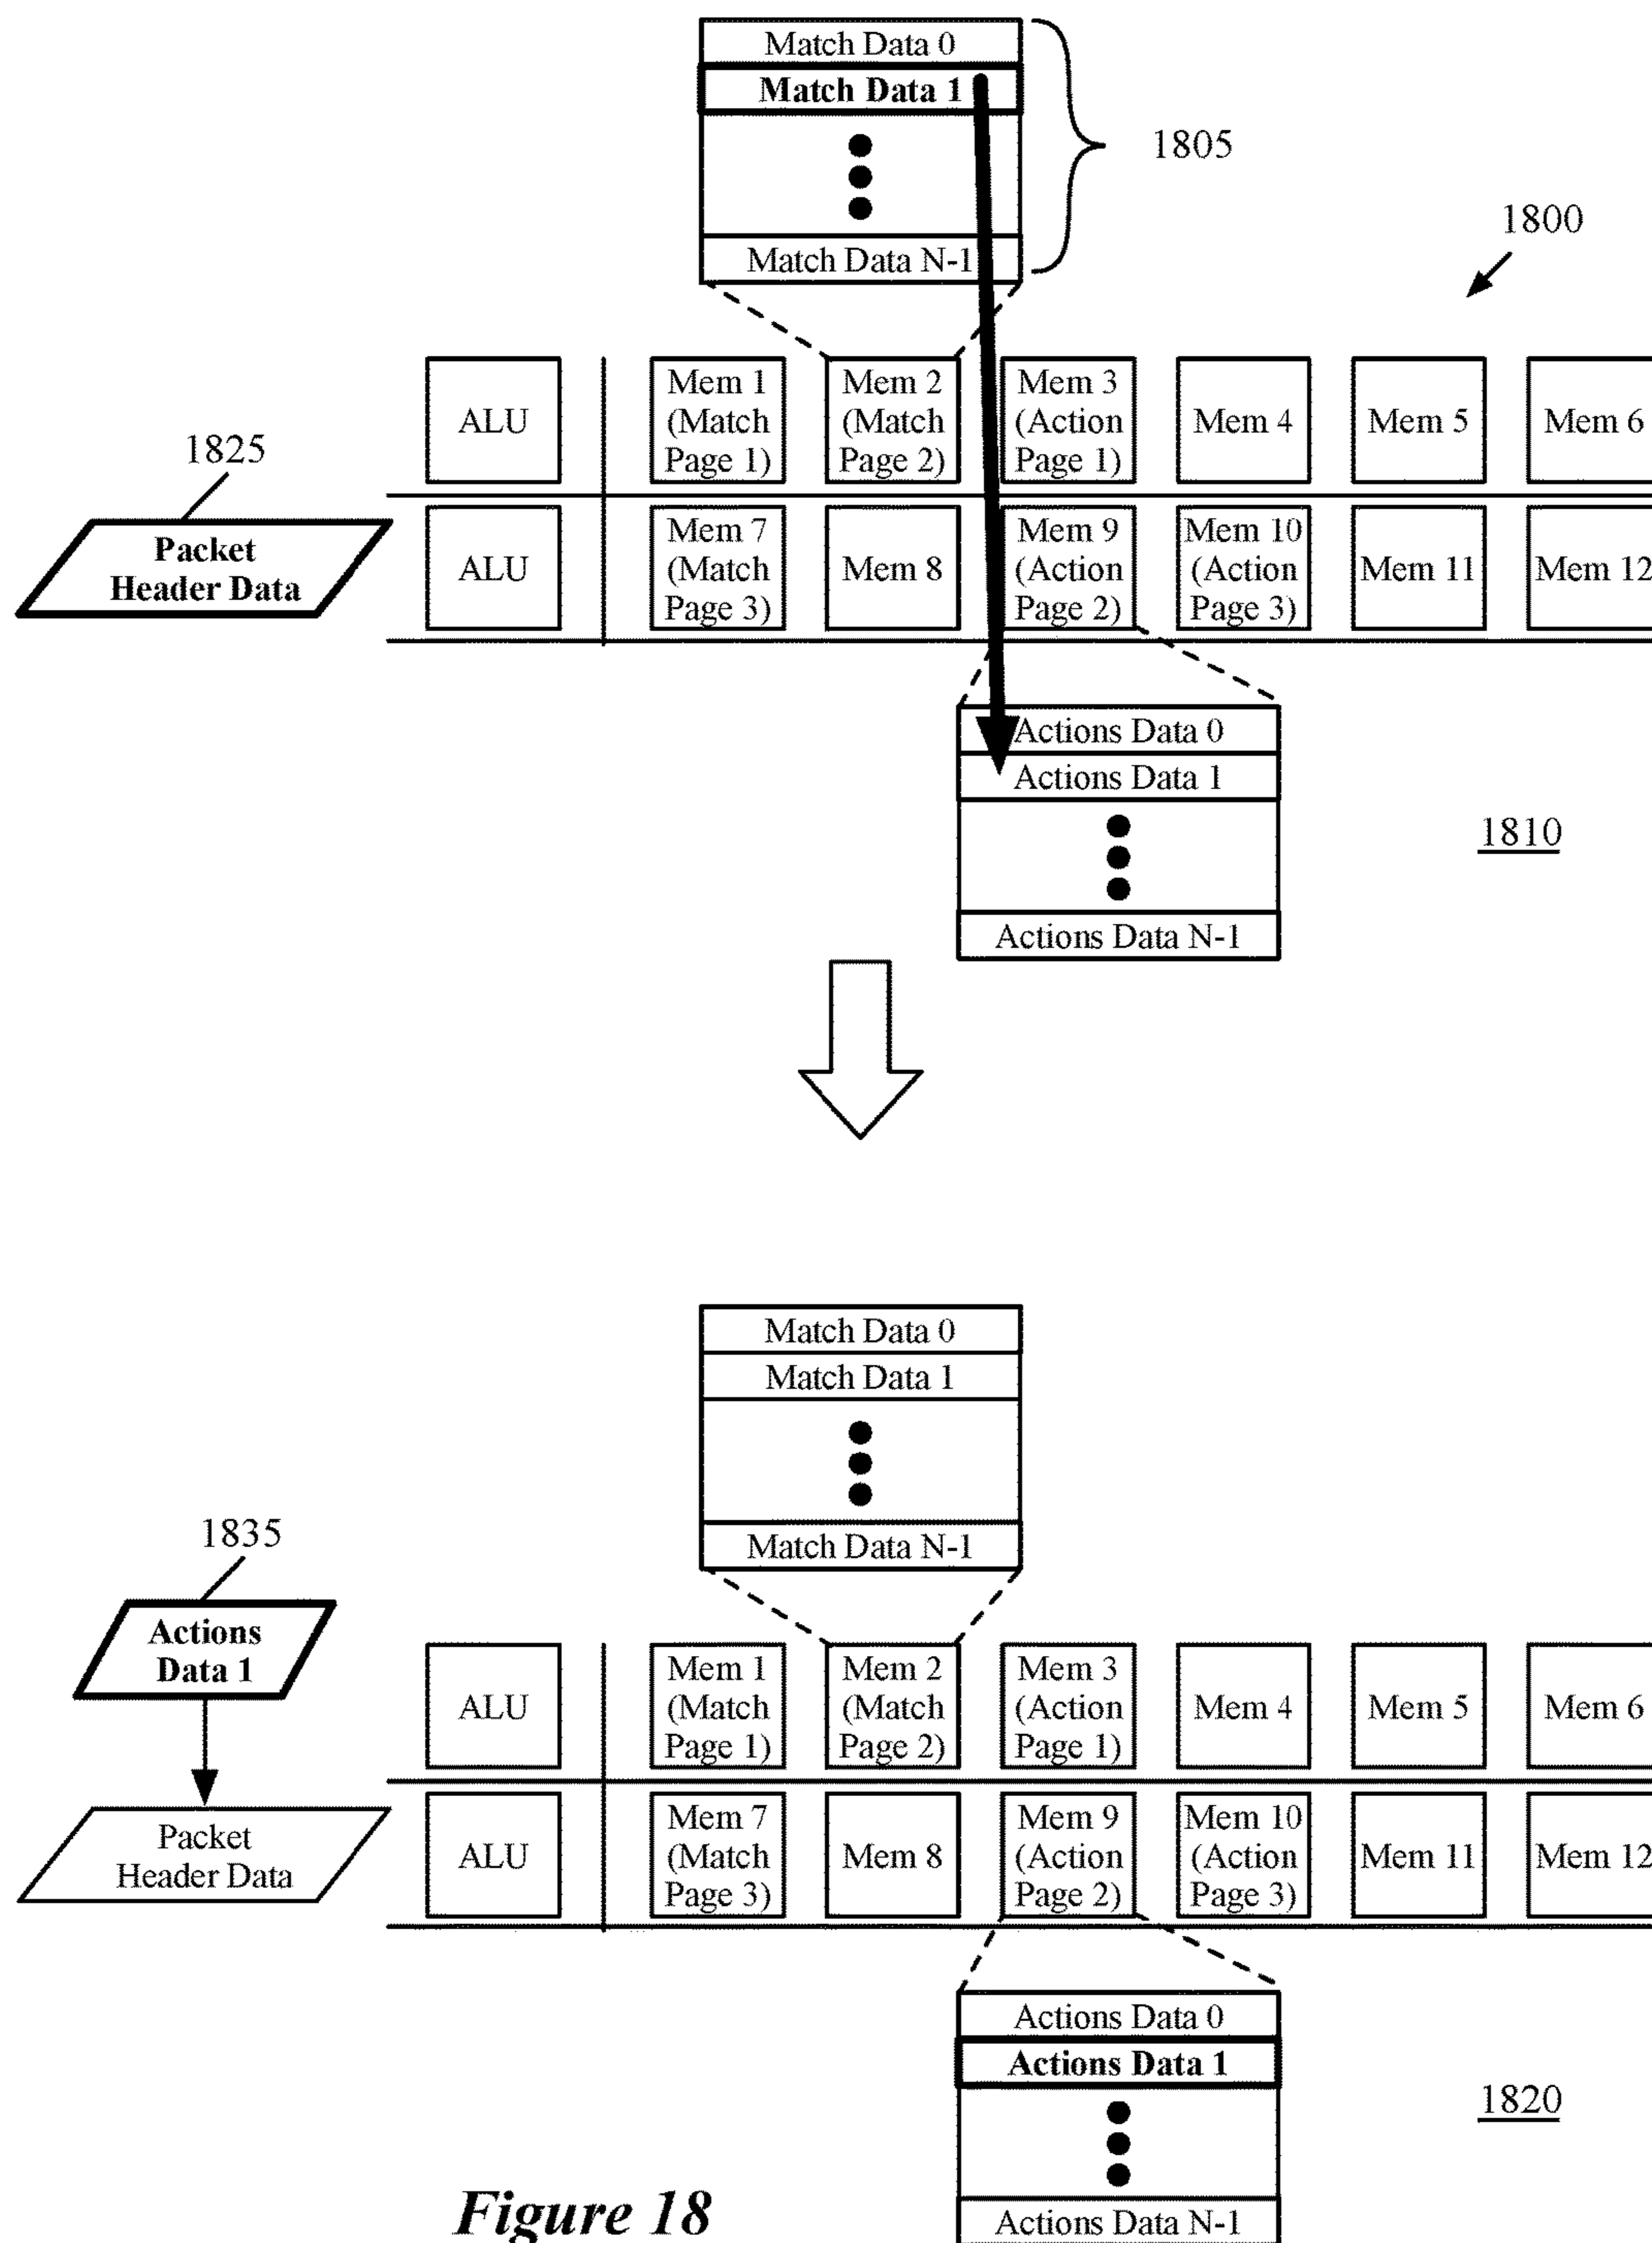 Match Data 0
Match Data 1
Match Data N-1
1805
1800
ALU
Mem 1
(Match
Page 1)
Mem 2
(Match
Page 2)
Mem 3
(Action
Page 1)
Mem 4
Mem 5
Mem 6
1825
Packet
Header Data
ALU
Mem 7
(Match
Page 3)
Mem 8
Mem 9
(Action
Page 2)
Mem 10
(Action
Page 3)
Mem 11
Mem 12
Actions Data 0
Actions Data 1
Actions Data N-1
1810
Match Data 0
Match Data 1
Match Data N-1
1835
Actions
Data 1
ALU
Mem 1
(Match
Page 1)
Mem 2
(Match
Page 2)
Mem 3
(Action
Page 1)
Mem 4
Mem 5
Mem 6
Packet
Header Data
ALU
Mem 7
(Match
Page 3)
Mem 8
Mem 9
(Action
Page 2)
Mem 10
(Action
Page 3)
Mem 11
Mem 12
Actions Data 0
Actions Data 1
Actions Data N-1
1820
Figure 18